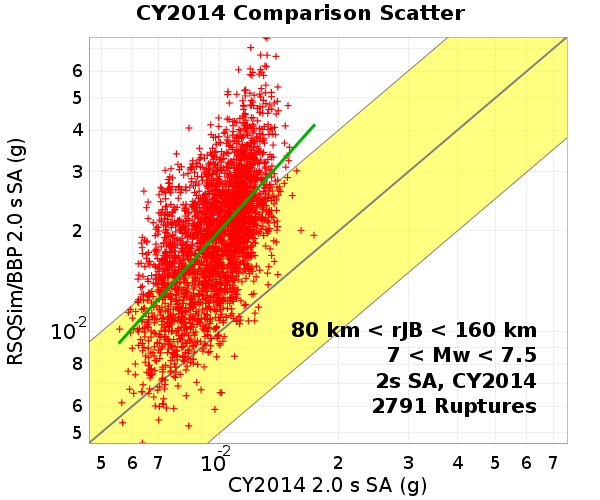 CY2014 Comparison Scatter
RSQSim/BBP 2.0 s SA (g)
6
5
4
3
2
10-2
8
6
5
80 km < rJB < 160 km
7 < Mw < 7.5
2s SA, CY2014
2791 Ruptures
5 6 7 10-2 2 3 4 5 6 7
CY2014 2.0 s SA (g)